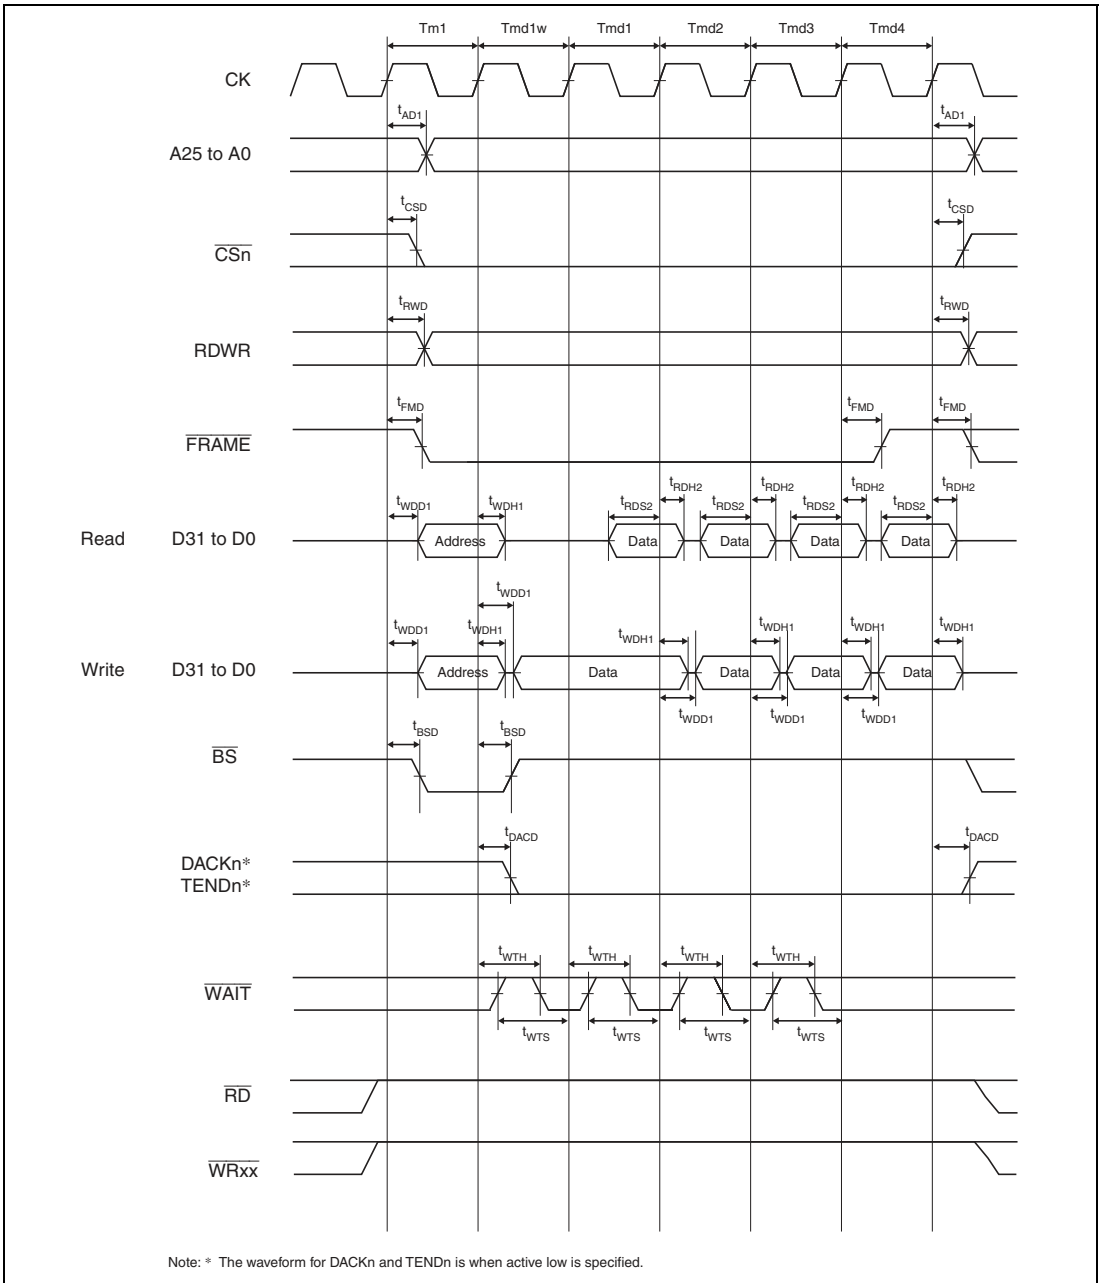 Tm1 Tmd1w Tmd1 Tmd2 Tmd3 Tmd4
CK
tAD1 tAD1
A25 to A0
tCSD tCSD
CSn
tRWD tRWD
RDWR
tFMD tFMD tFMD
FRAME
tRDH2 tRDH2 tRDH2 tRDH2
tWDD1 tWDH1 tRDS2 tRDS2 tRDS2 tRDS2
Read D31 to D0 Address Data Data Data Data
tWDD1
tWDD1 tWDH1 tWDH1 tWDH1 tWDH1 tWDH1
Write D31 to D0 Address Data Data Data Data
tWDD1 tWDD1 tWDD1
tBSD tBSD
BS
tDACD tDACD
DACKn*
TENDn*
tWTH tWTH tWTH tWTH
WAIT
tWTS tWTS tWTS tWTS
RD
WRxx
Note: * The waveform for DACKn and TENDn is when active low is specified.